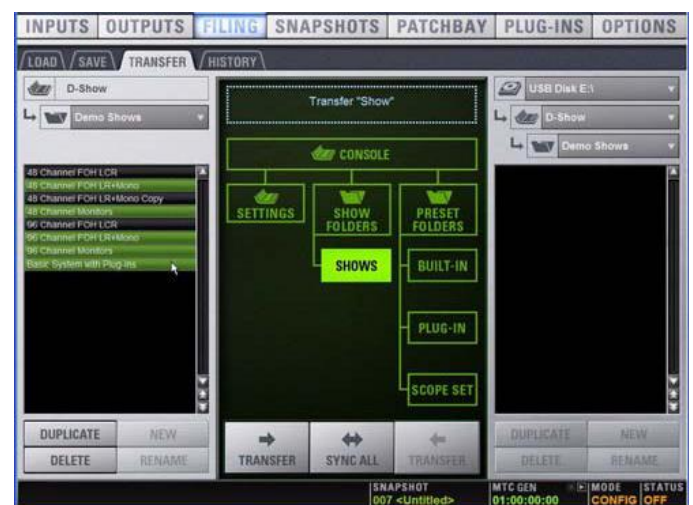 INPUTS OUTPUTS FILING SNAPSHOTS PATCHBAY PLUG-INS OPTIONS
LOAD SAVE TRANSFER HISTORY
D-Show
Demo Shows
48 Channel FOH LCR
48 Channel FOH LR+Mono
48 Channel FOH LR+Mono Copy
48 Channel Monitors
96 Channel FOH LCR
96 Channel FOH LR+Mono
96 Channel Monitors
Basic System with Plug-Ins
DUPLICATE NEW
DELETE RENAME
Transfer "Show"
CONSOLE
SETTINGS
SHOW FOLDERS
PRESET FOLDERS
SHOWS
BUILT-IN
PLUG-IN
SCOPE SET
TRANSFER SYNC ALL TRANSFER
USB Disk E:\
D-Show
Demo Shows
DUPLICATE NEW
DELETE RENAME
SNAPSHOT
007 <Untitled>
MTC GEN
01:00:00:00
MODE
CONFIG
STATUS
OFF